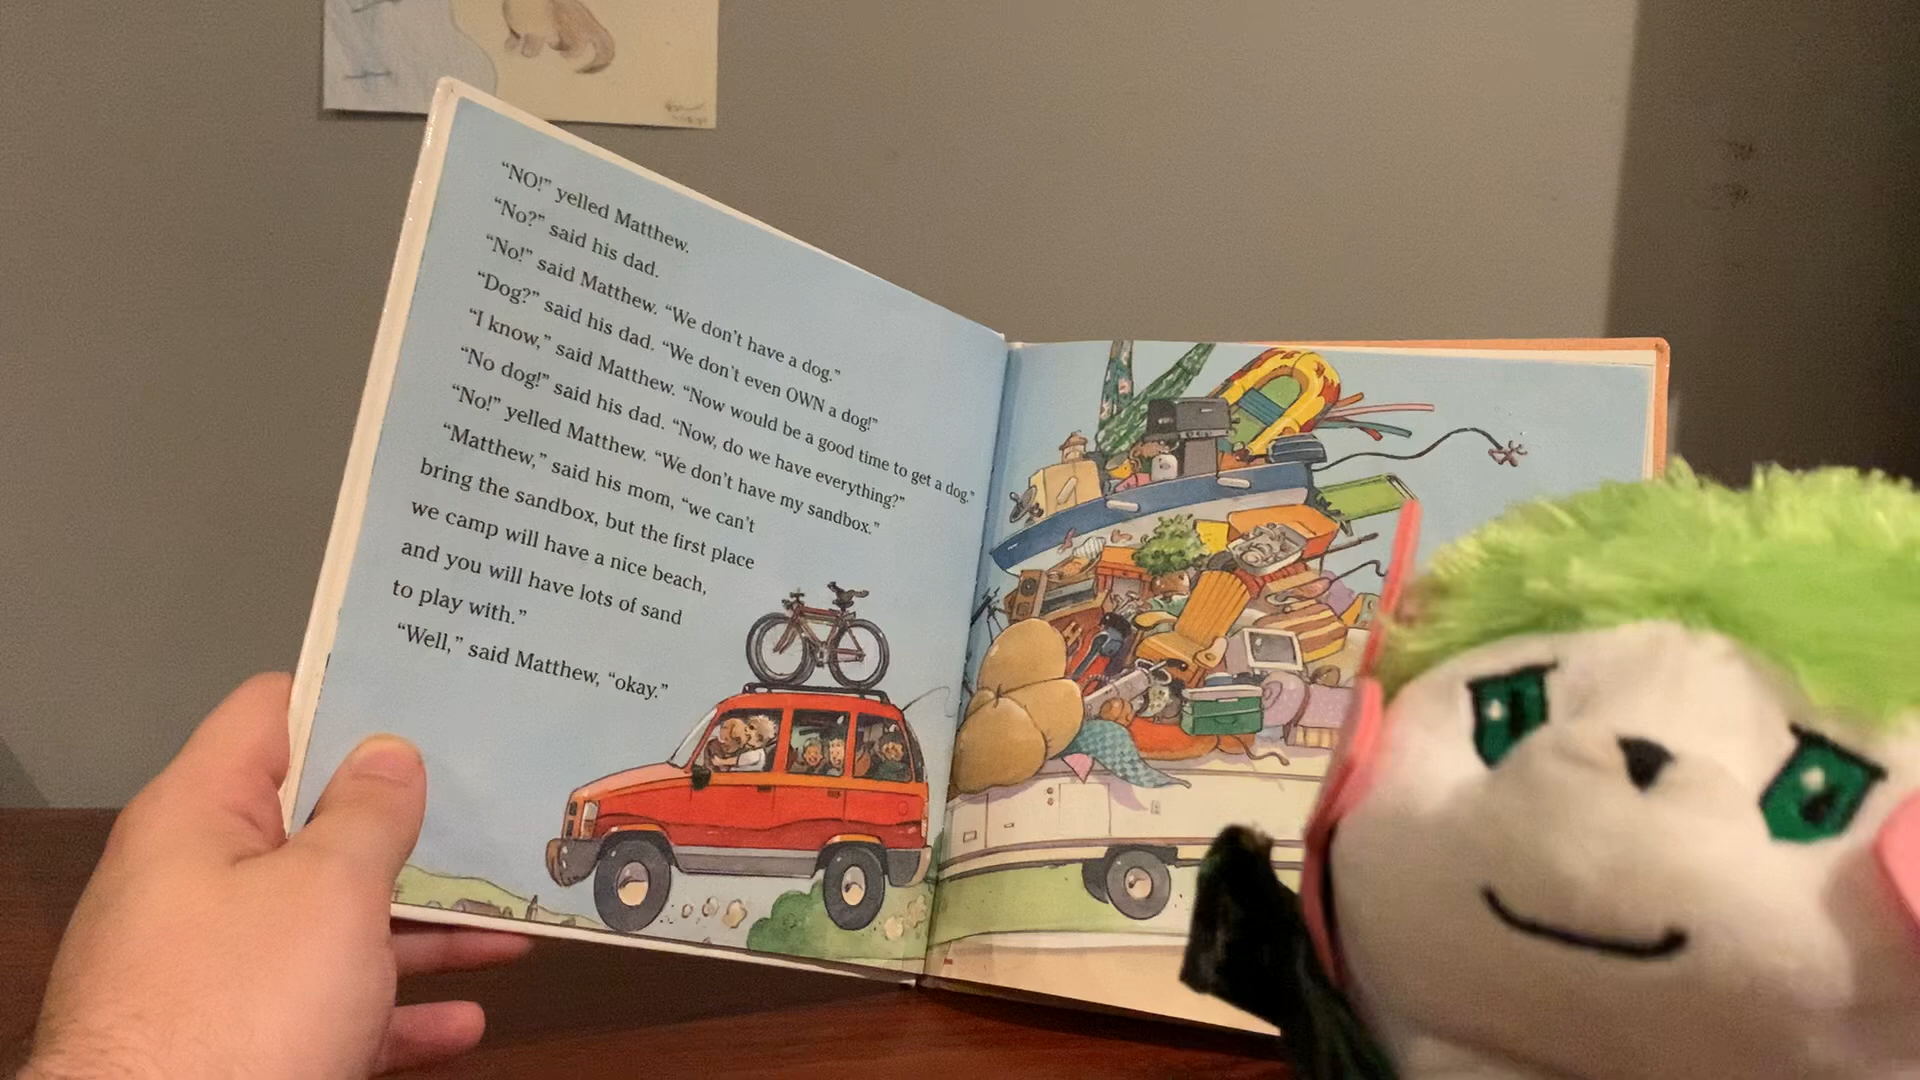 “NO!” yelled Matthew.
“No?” said his dad.
“No!” said Matthew. “We don’t have a dog.”
“Dog?” said his dad. “We don’t even OWN a dog!”
“I know,” said Matthew. “Now would be a good time to get a dog.”
“No dog!” said his dad. “Now, do we have everything?”
“No!” yelled Matthew. “We don’t have my sandbox.”
“Matthew,” said his mom, “we can’t
bring the sandbox, but the first place
we camp will have a nice beach,
and you will have lots of sand
to play with.”
“Well,” said Matthew, “okay.”